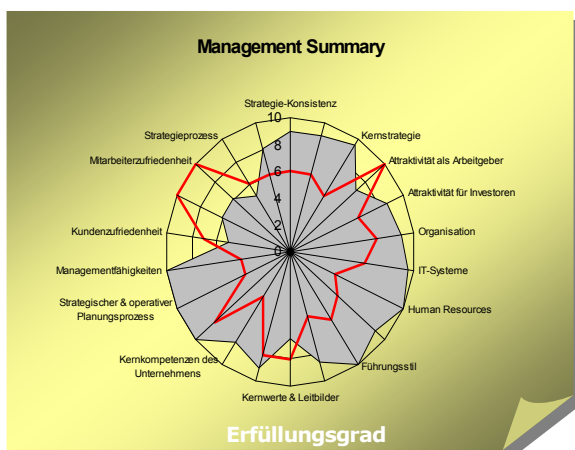 Management Summary
Strategie-Konsistenz
Kernstrategie
Attraktivität als Arbeitgeber
Attraktivität für Investoren
Organisation
IT-Systeme
Human Resources
Führungsstil
Kernwerte & Leitbilder
Kernkompetenzen des
Unternehmens
Strategischer & operativer
Planungsprozess
Managementfähigkeiten
Kundenzufriedenheit
Mitarbeiterzufriedenheit
Strategieprozess
10
8
6
4
2
0
Erfüllungsgrad